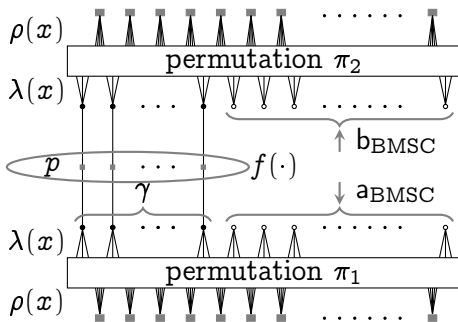 ρ(x) · · · · · ·
permutation π₂
λ(x) · · · · · · · · ·
b_BMSC
p · · · f(·)
γ a_BMSC
λ(x) · · · · · · · · ·
permutation π₁
ρ(x) · · · · · ·